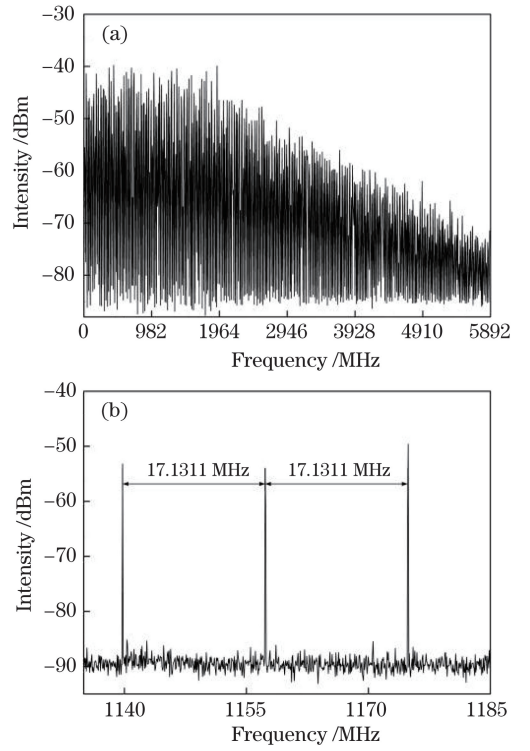 (a)
Intensity /dBm
−30
−40
−50
−60
−70
−80
0 982 1964 2946 3928 4910 5892
Frequency /MHz
(b)
Intensity /dBm
−40
−50
17.1311 MHz 17.1311 MHz
−60
−70
−80
−90
1140 1155 1170 1185
Frequency /MHz